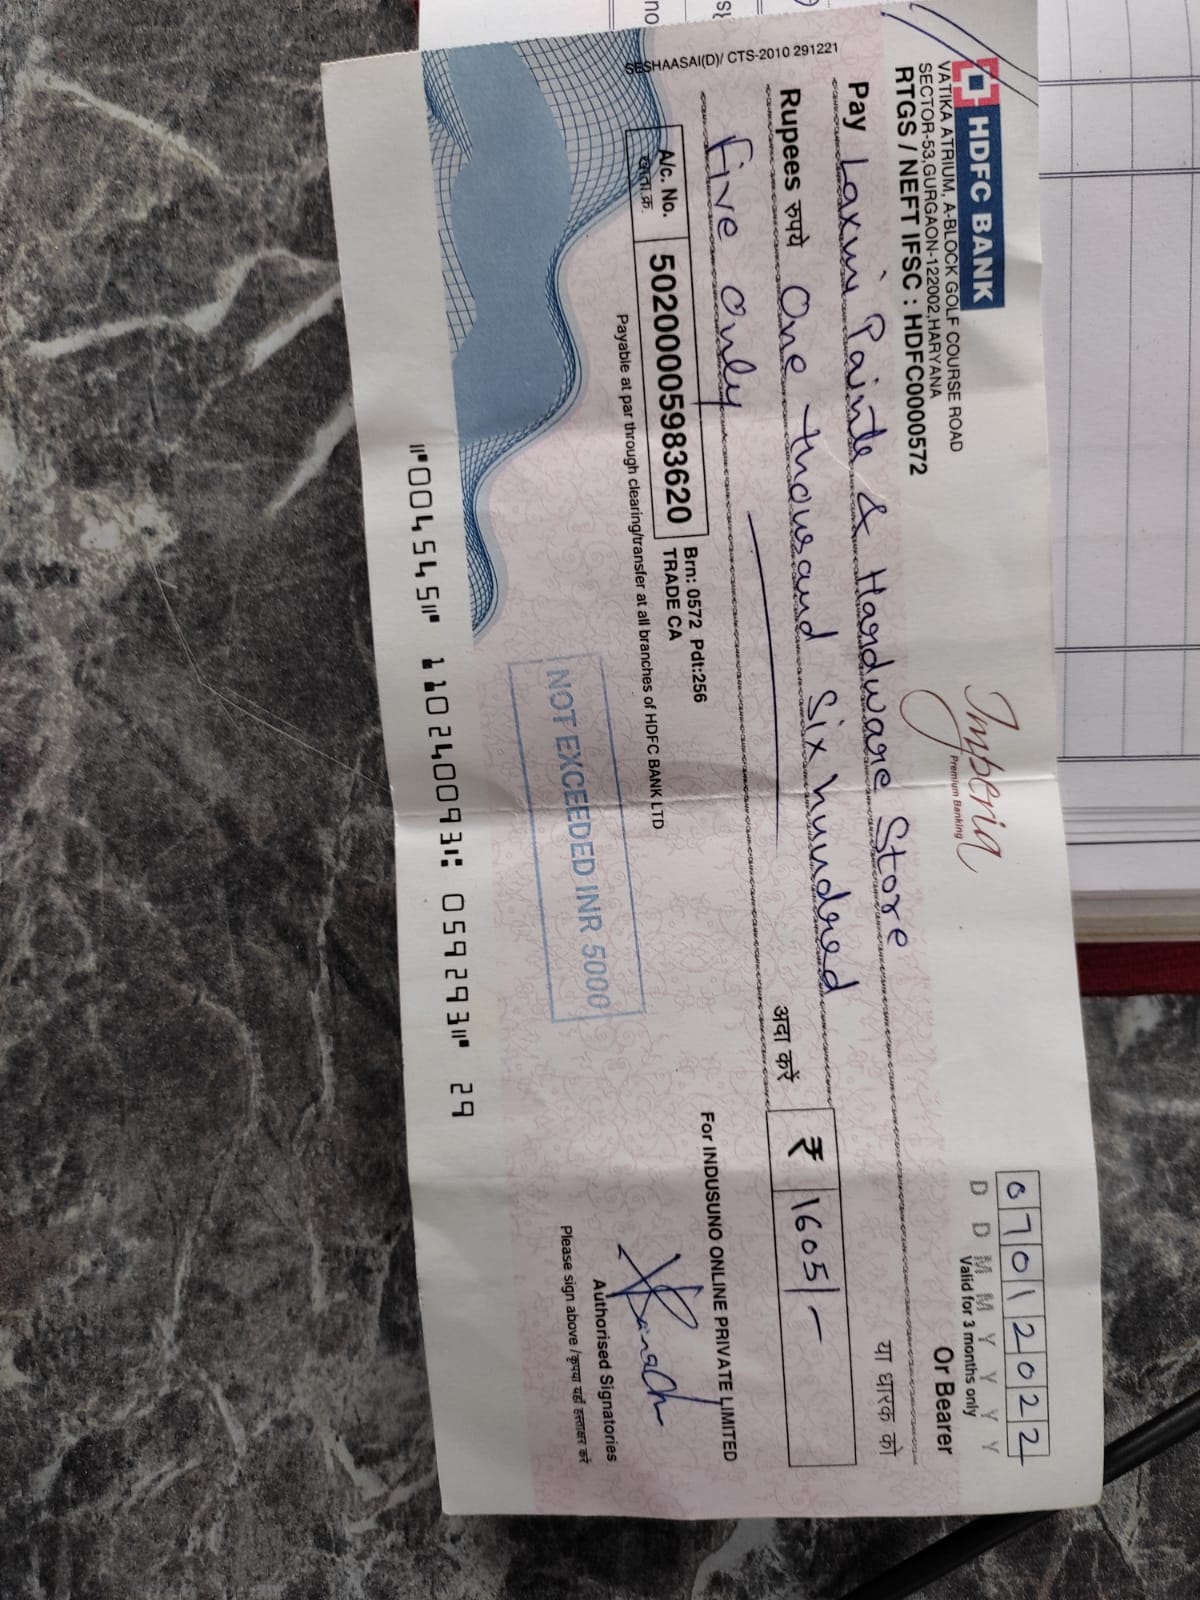 HDFC BANK
VATIKA ATRIUM, A-BLOCK GOLF COURSE ROAD
SECTOR-53,GURGAON-122002,HARYANA
RTGS / NEFT IFSC : HDFC0000572
Imperia
Premium Banking
07012022
D D M M Y Y Y Y
Valid for 3 months only
Pay Laxmi Paints & Hardware Store
Or Bearer
या धारक को
Rupees रुपये One thousand Six hundred
five only
अदा करें
₹ 1605/-
A/c. No.
खाता क्र.
50200005983620
Brn: 0572 Pdt:256
TRADE CA
Payable at par through clearing/transfer at all branches of HDFC BANK LTD
For INDUSUNO ONLINE PRIVATE LIMITED
NOT EXCEEDED INR 5000
Authorised Signatories
Please sign above / कृपया यहाँ हस्ताक्षर करें
SESHAASAI(D)/ CTS-2010 291221
⑈004545⑈ 110240093⑆ 059293⑈ 29